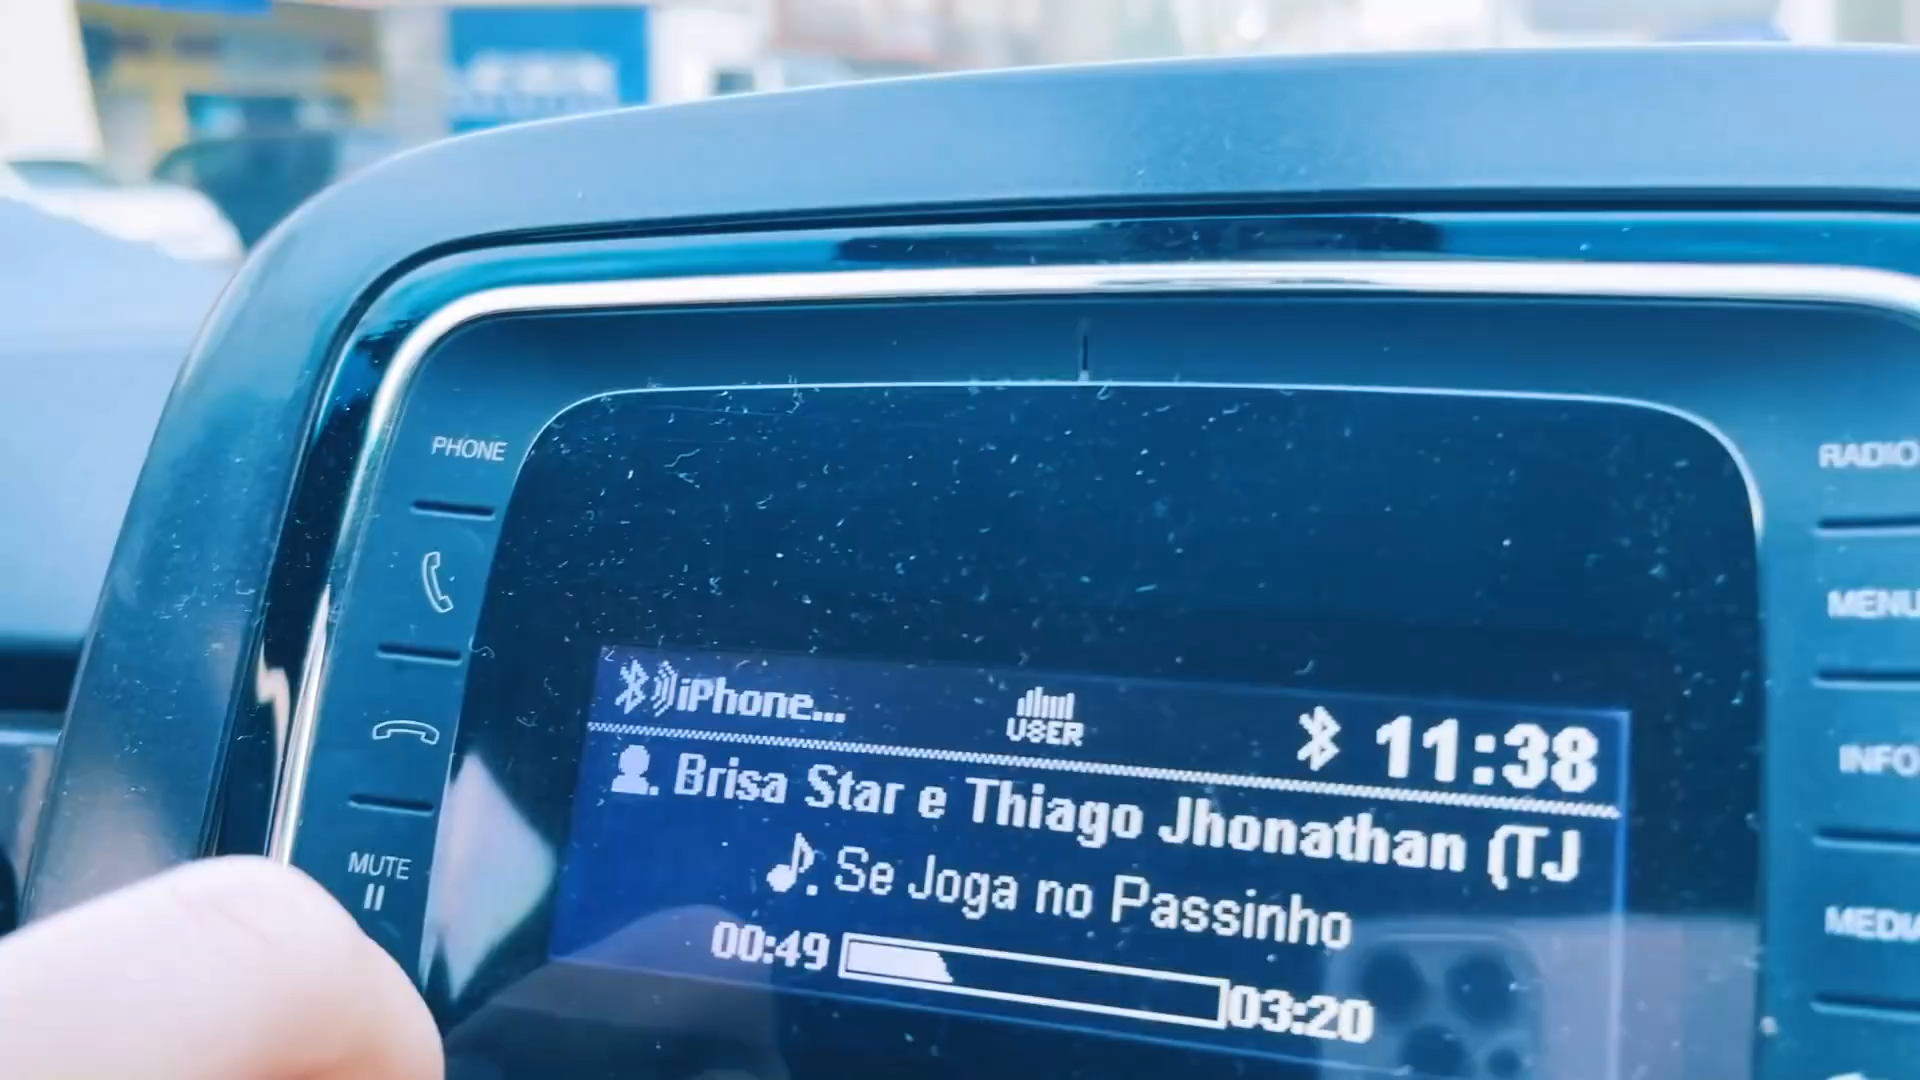 PHONE
RADIO
MENU
INFO
MEDIA
MUTE
iPhone...
USER
11:38
Brisa Star e Thiago Jhonathan (TJ
Se Joga no Passinho
00:49
03:20